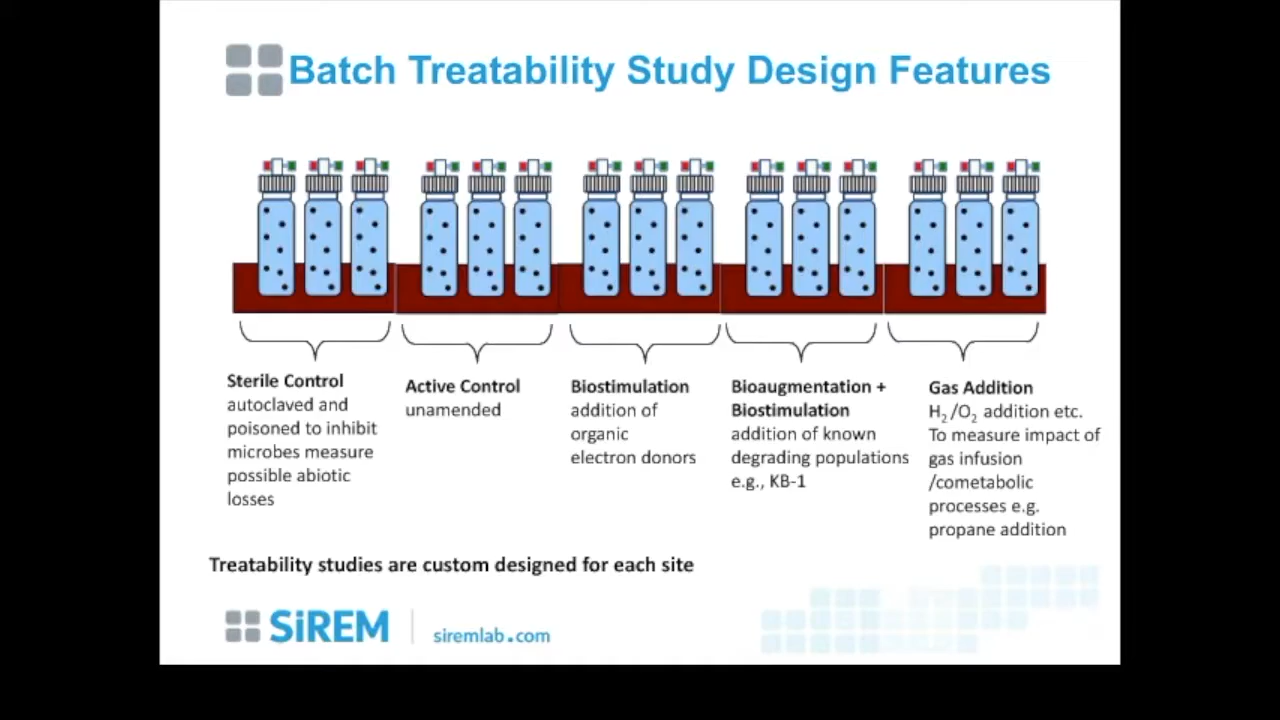 Batch Treatability Study Design Features
Sterile Control
autoclaved and
poisoned to inhibit
microbes measure
possible abiotic
losses
Active Control
unamended
Biostimulation
addition of
organic
electron donors
Bioaugmentation +
Biostimulation
addition of known
degrading populations
e.g., KB-1
Gas Addition
H₂/O₂ addition etc.
To measure impact of
gas infusion
/cometabolic
processes e.g.
propane addition
Treatability studies are custom designed for each site
SiREM
siremlab.com